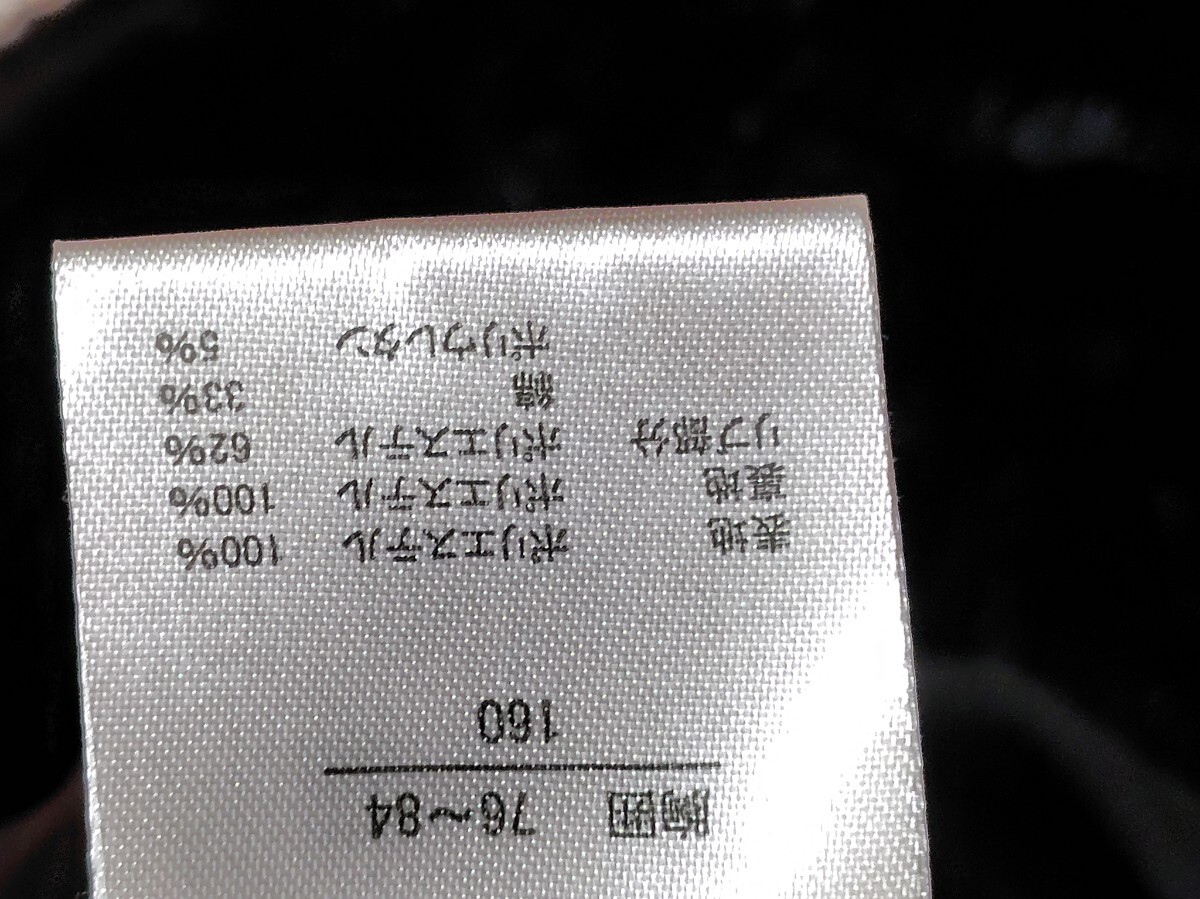 胸囲 76~84
160
表地 ポリエステル 100%
裏地 ポリエステル 100%
リブ部分 ポリエステル 62%
綿 33%
ポリウレタン 5%